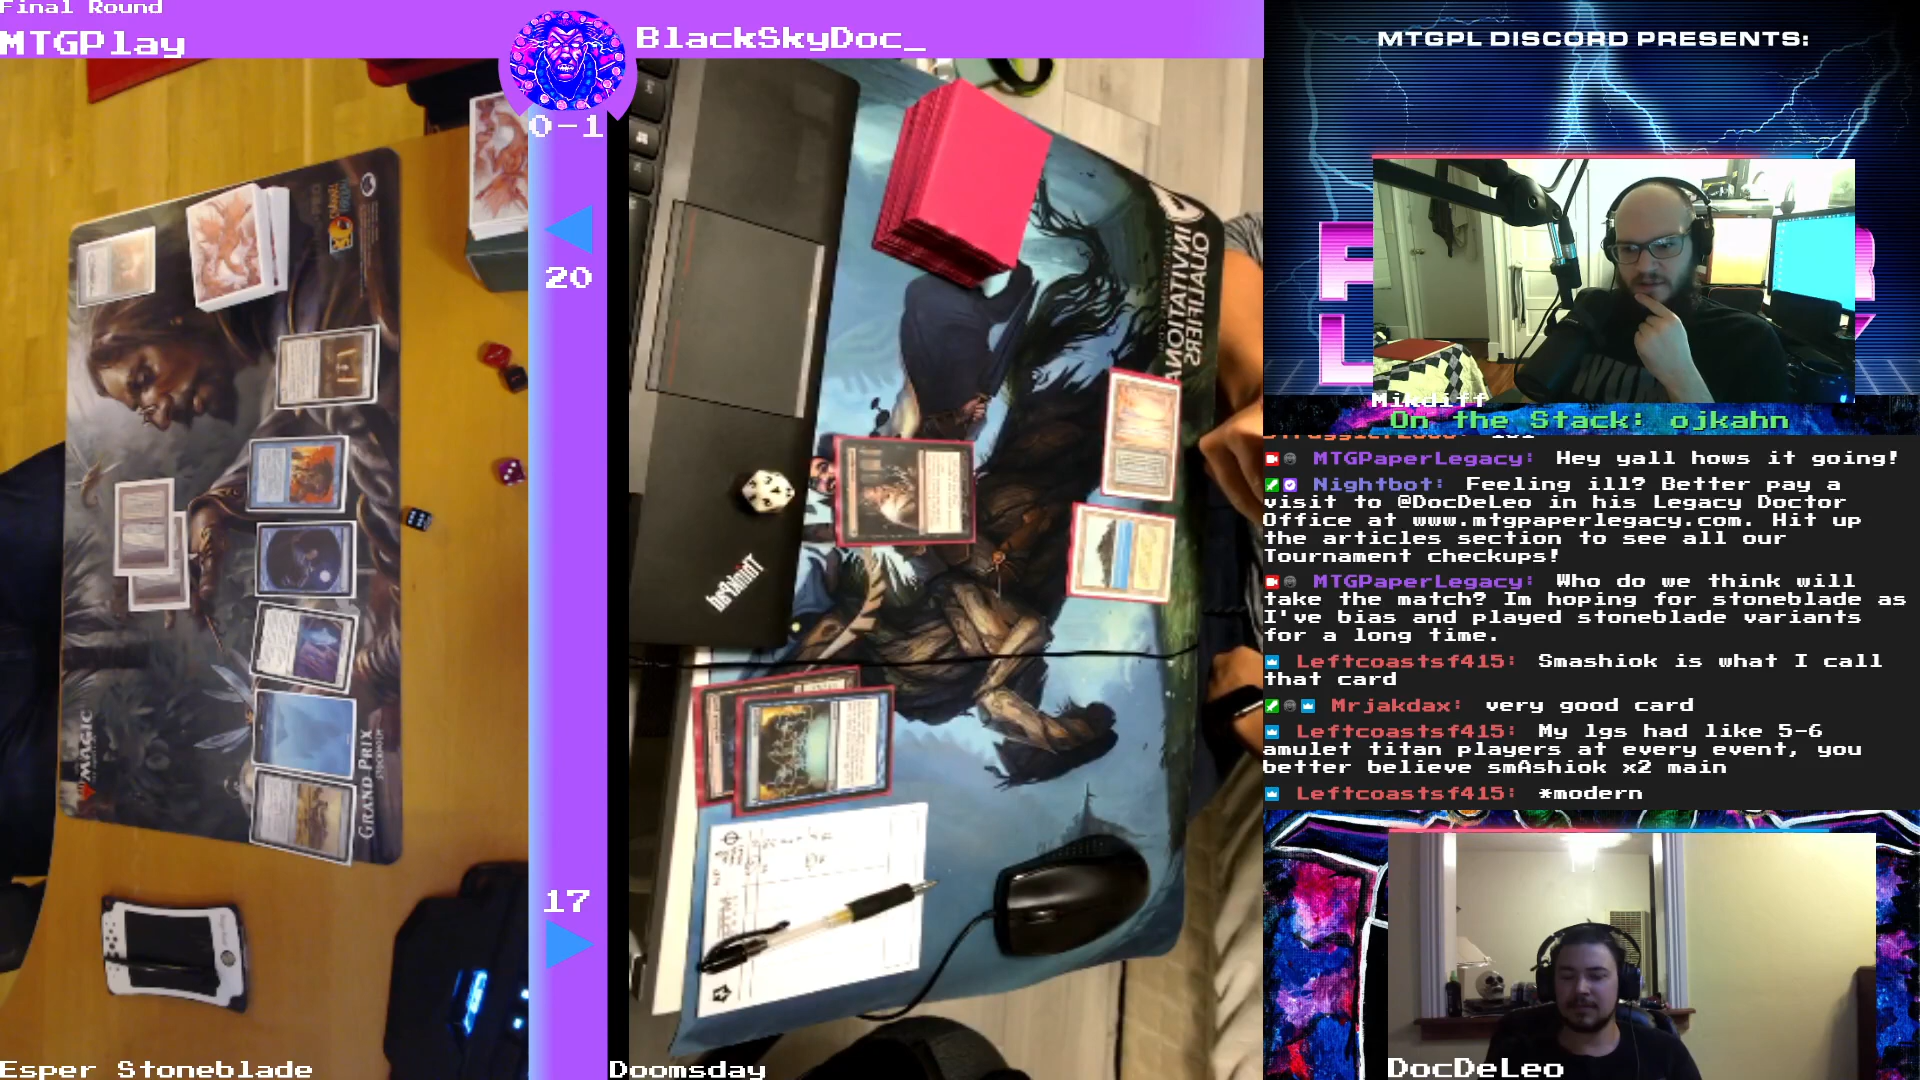 Final Round
MTGPlay
BlackSkyDoc_
0-1
20
17
Esper Stoneblade
Doomsday
ThinkPad
MAGIC
GRAND PRIX
MTGPL DISCORD PRESENTS:
Mikdiff
On the Stack: ojkahn
MTGPaperLegacy: Hey yall hows it going!
Nightbot: Feeling ill? Better pay a
visit to @DocDeLeo in his Legacy Doctor
Office at www.mtgpaperlegacy.com. Hit up
the articles section to see all our
Tournament checkups!
MTGPaperLegacy: Who do we think will
take the match? Im hoping for stoneblade as
I've bias and played stoneblade variants
for a long time.
Leftcoastsf415: Smashiok is what I call
that card
Mrjakdax: very good card
Leftcoastsf415: My lgs had like 5-6
amulet titan players at every event, you
better believe smAshiok x2 main
Leftcoastsf415: *modern
DocDeLeo